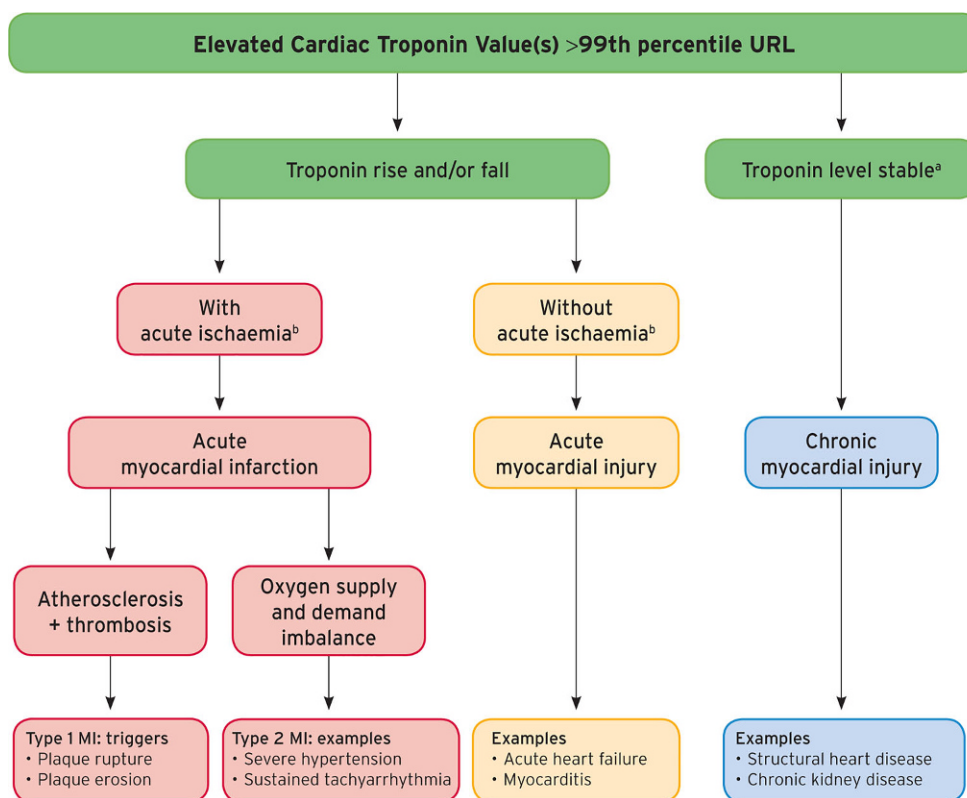 Elevated Cardiac Troponin Value(s) >99th percentile URL
Troponin rise and/or fall
Troponin level stableᵃ
With
acute ischaemiaᵇ
Without
acute ischaemiaᵇ
Acute
myocardial infarction
Acute
myocardial injury
Chronic
myocardial injury
Atherosclerosis
+ thrombosis
Oxygen supply
and demand
imbalance
Type 1 MI: triggers
• Plaque rupture
• Plaque erosion
Type 2 MI: examples
• Severe hypertension
• Sustained tachyarrhythmia
Examples
• Acute heart failure
• Myocarditis
Examples
• Structural heart disease
• Chronic kidney disease